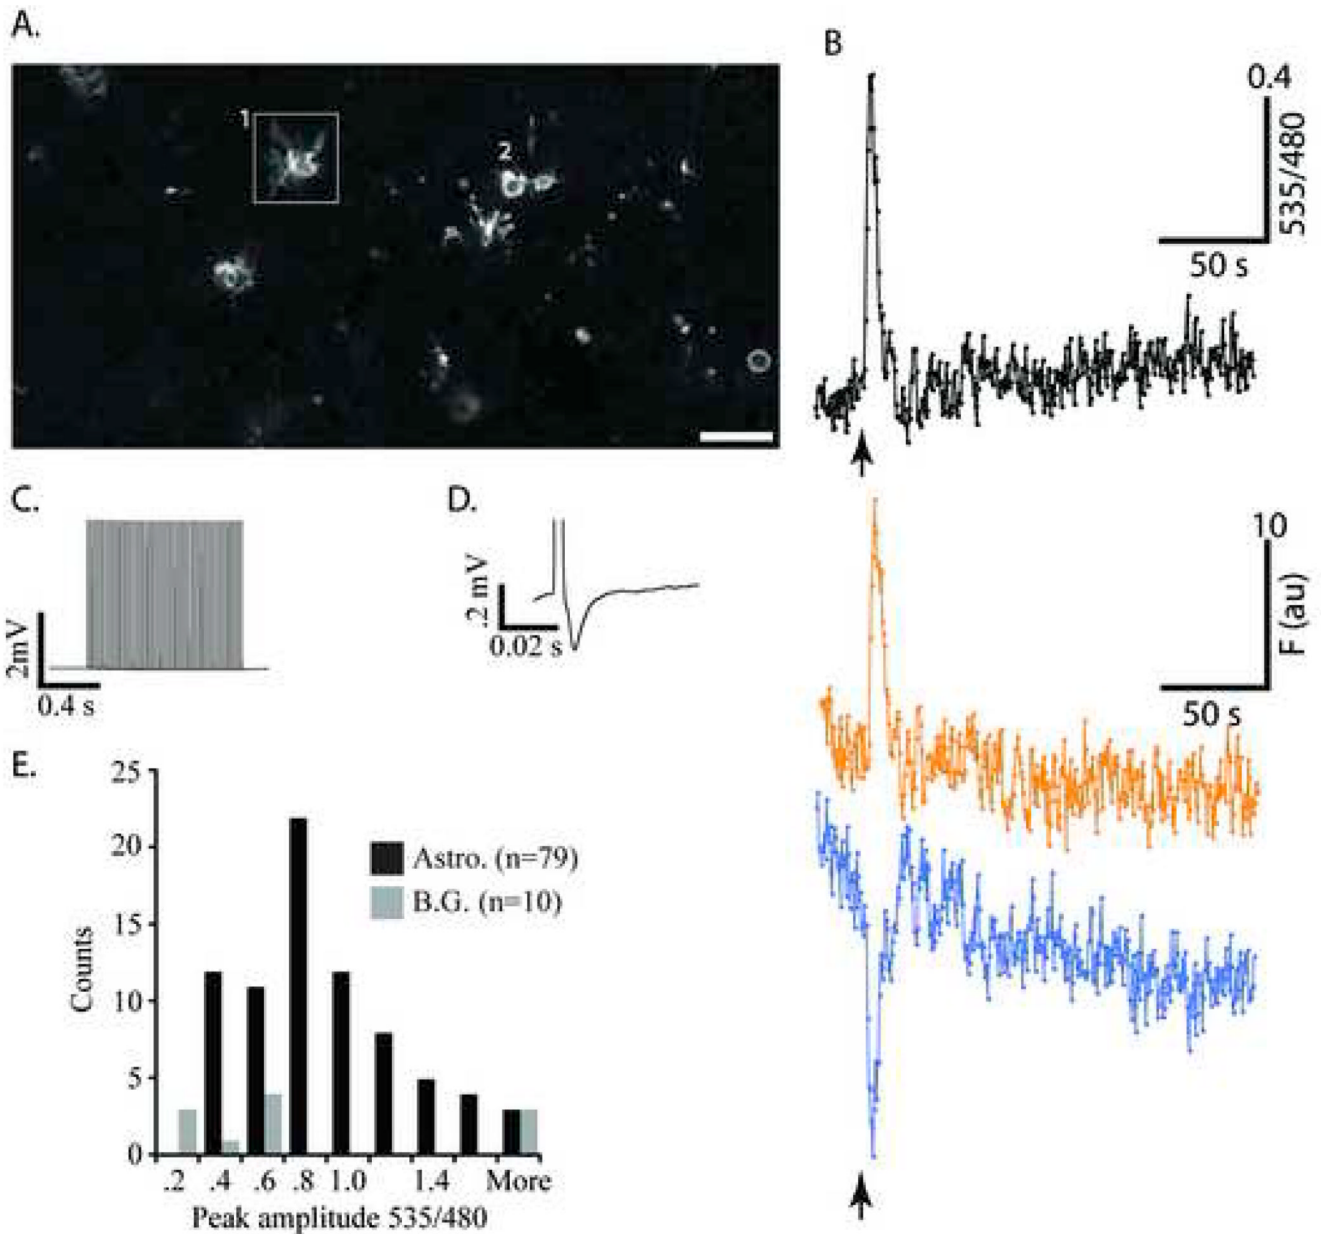 A.
1
2
B
0.4
535/480
50 s
10
F (au)
50 s
C.
2mV
0.4 s
D.
.2 mV
0.02 s
E.
25
20
15
10
5
0
Counts
Astro. (n=79)
B.G. (n=10)
.2 .4 .6 .8 1.0 1.4 More
Peak amplitude 535/480